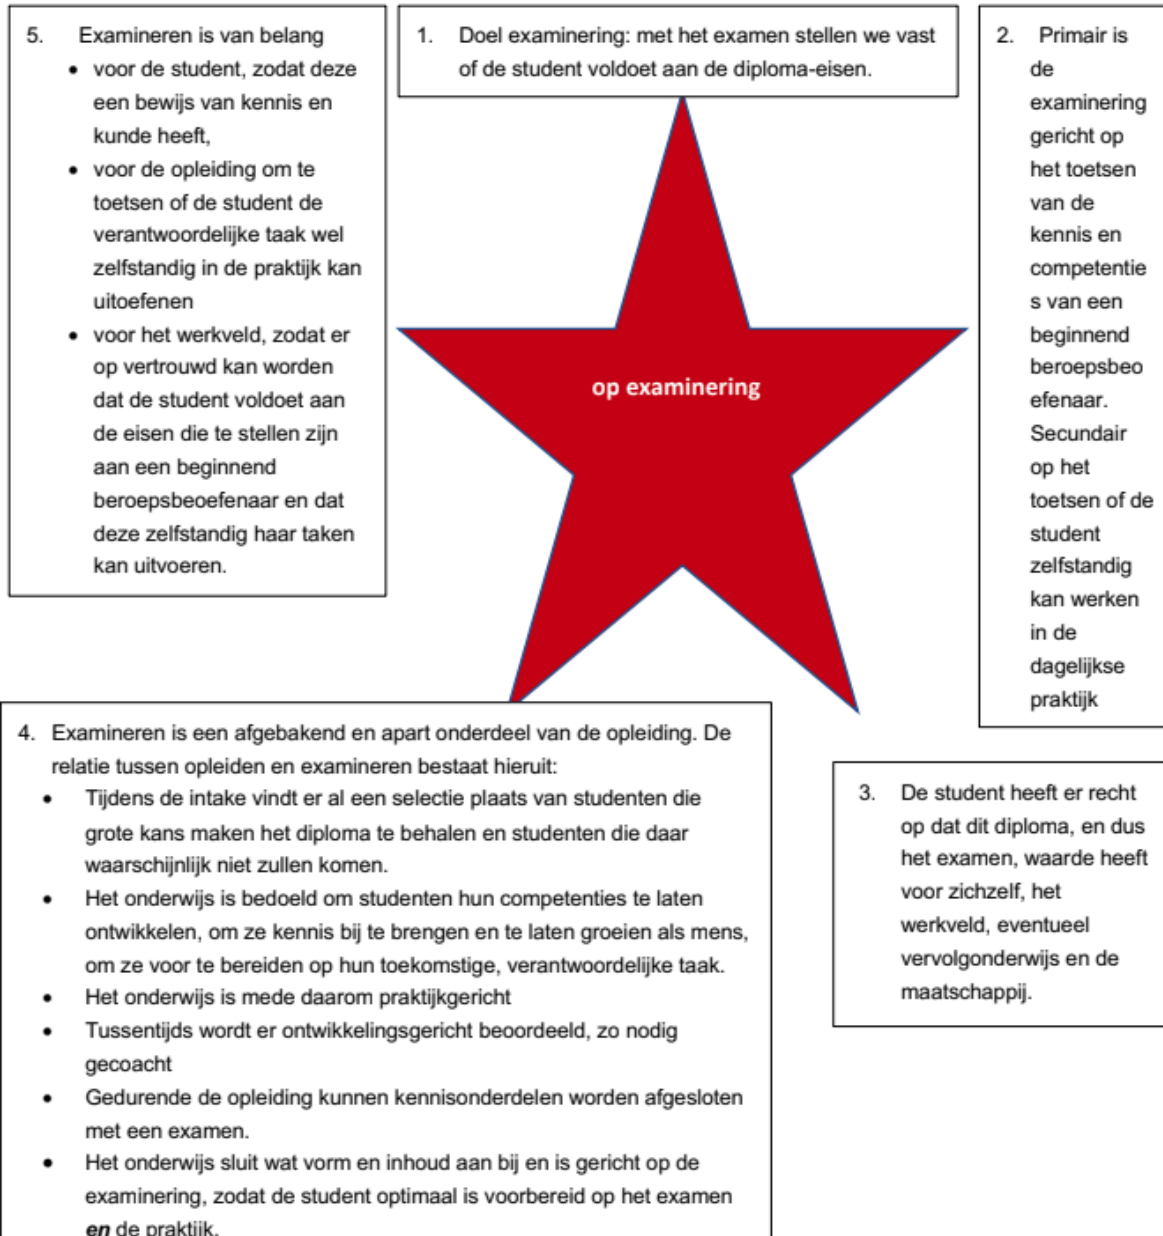 1. Doel examinering: met het examen stellen we vast
of de student voldoet aan de diploma-eisen.
2. Primair is
de
examinering
gericht op
het toetsen
van de
kennis en
competentie
s van een
beginnend
beroepsbeo
efenaar.
Secundair
op het
toetsen of de
student
zelfstandig
kan werken
in de
dagelijkse
praktijk
3. De student heeft er recht
op dat dit diploma, en dus
het examen, waarde heeft
voor zichzelf, het
werkveld, eventueel
vervolgonderwijs en de
maatschappij.
4. Examineren is een afgebakend en apart onderdeel van de opleiding. De
relatie tussen opleiden en examineren bestaat hieruit:
• Tijdens de intake vindt er al een selectie plaats van studenten die
grote kans maken het diploma te behalen en studenten die daar
waarschijnlijk niet zullen komen.
• Het onderwijs is bedoeld om studenten hun competenties te laten
ontwikkelen, om ze kennis bij te brengen en te laten groeien als mens,
om ze voor te bereiden op hun toekomstige, verantwoordelijke taak.
• Het onderwijs is mede daarom praktijkgericht
• Tussentijds wordt er ontwikkelingsgericht beoordeeld, zo nodig
gecoacht
• Gedurende de opleiding kunnen kennisonderdelen worden afgesloten
met een examen.
• Het onderwijs sluit wat vorm en inhoud aan bij en is gericht op de
examinering, zodat de student optimaal is voorbereid op het examen
en de praktijk.
5. Examineren is van belang
• voor de student, zodat deze
een bewijs van kennis en
kunde heeft,
• voor de opleiding om te
toetsen of de student de
verantwoordelijke taak wel
zelfstandig in de praktijk kan
uitoefenen
• voor het werkveld, zodat er
op vertrouwd kan worden
dat de student voldoet aan
de eisen die te stellen zijn
aan een beginnend
beroepsbeoefenaar en dat
deze zelfstandig haar taken
kan uitvoeren.
op examinering